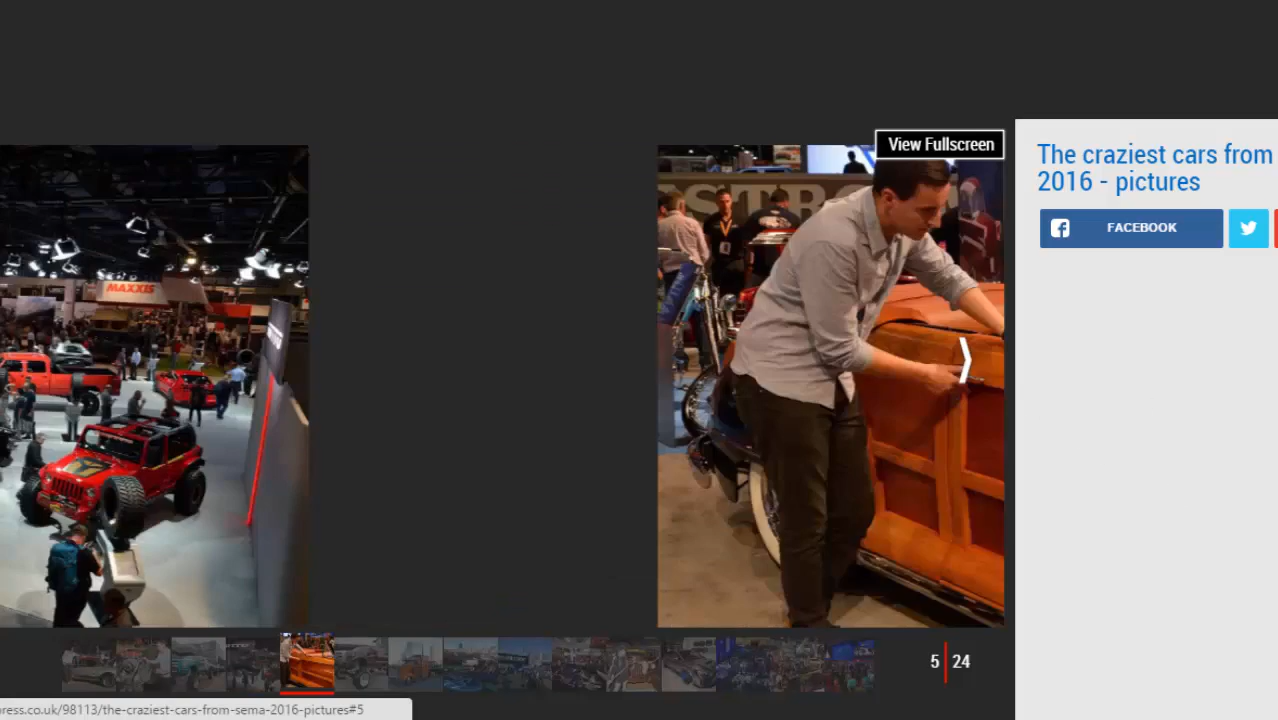 View Fullscreen
The craziest cars from
2016 - pictures
FACEBOOK
MAXXIS
5 24
press.co.uk/98113/the-craziest-cars-from-sema-2016-pictures#5